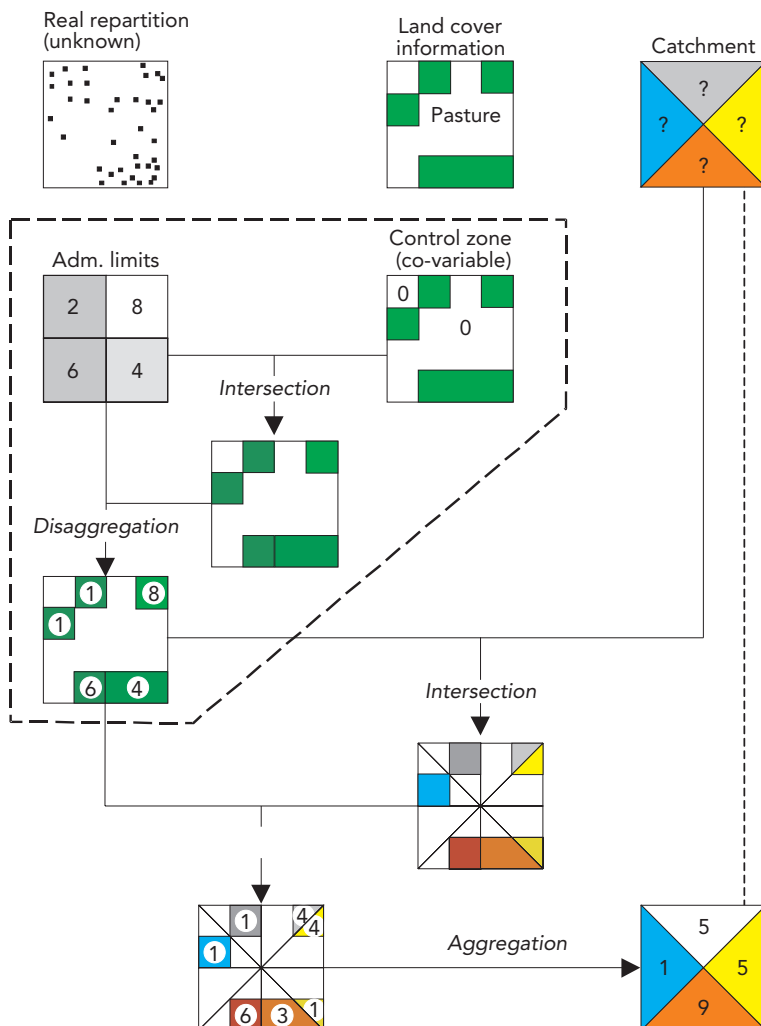 Real repartition
(unknown)
Land cover
information
Catchment
Pasture
?
?
?
?
Adm. limits
Control zone
(co-variable)
2
8
6
4
0
0
Intersection
Disaggregation
1
8
1
6
4
Intersection
1
4
4
1
6
3
1
Aggregation
5
1
5
9